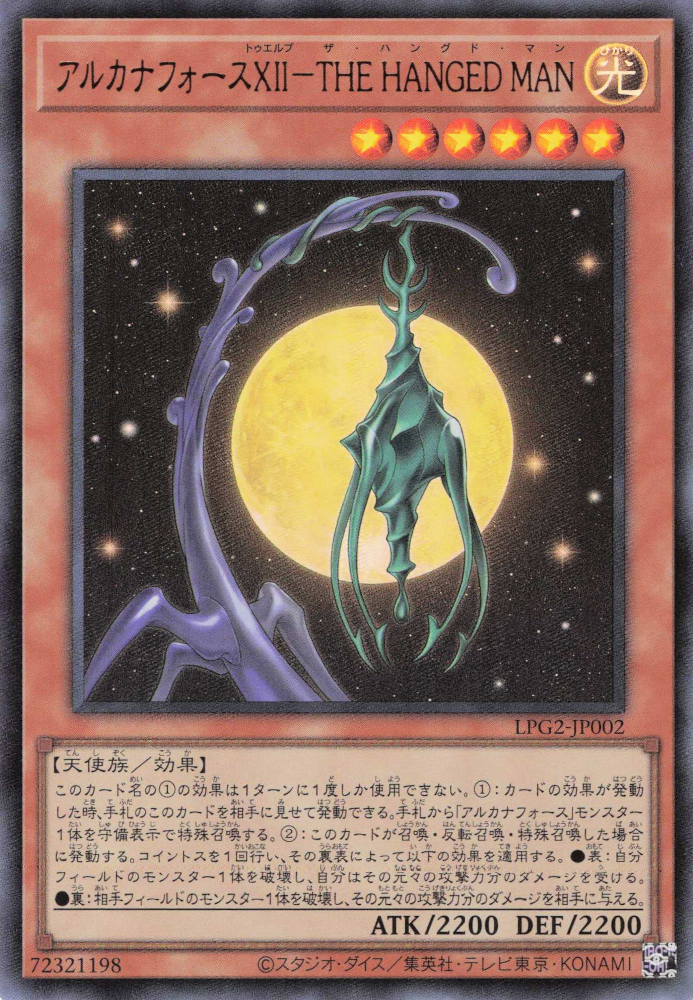 トゥエルブ ザ・ハングド・マン
アルカナフォースXII－THE HANGED MAN
ひかり
光
LPG2-JP002
【天使族／効果】
このカード名の①の効果は1ターンに1度しか使用できない。①：カードの効果が発動
した時、手札のこのカードを相手に見せて発動できる。手札から「アルカナフォース」モンスター
1体を守備表示で特殊召喚する。②：このカードが召喚・反転召喚・特殊召喚した場合
に発動する。コイントスを1回行い、その裏表によって以下の効果を適用する。●表：自分
フィールドのモンスター1体を破壊し、自分はその元々の攻撃力分のダメージを受ける。
●裏：相手フィールドのモンスター1体を破壊し、その元々の攻撃力分のダメージを相手に与える。
ATK/2200 DEF/2200
72321198
©スタジオ・ダイス／集英社・テレビ東京・KONAMI